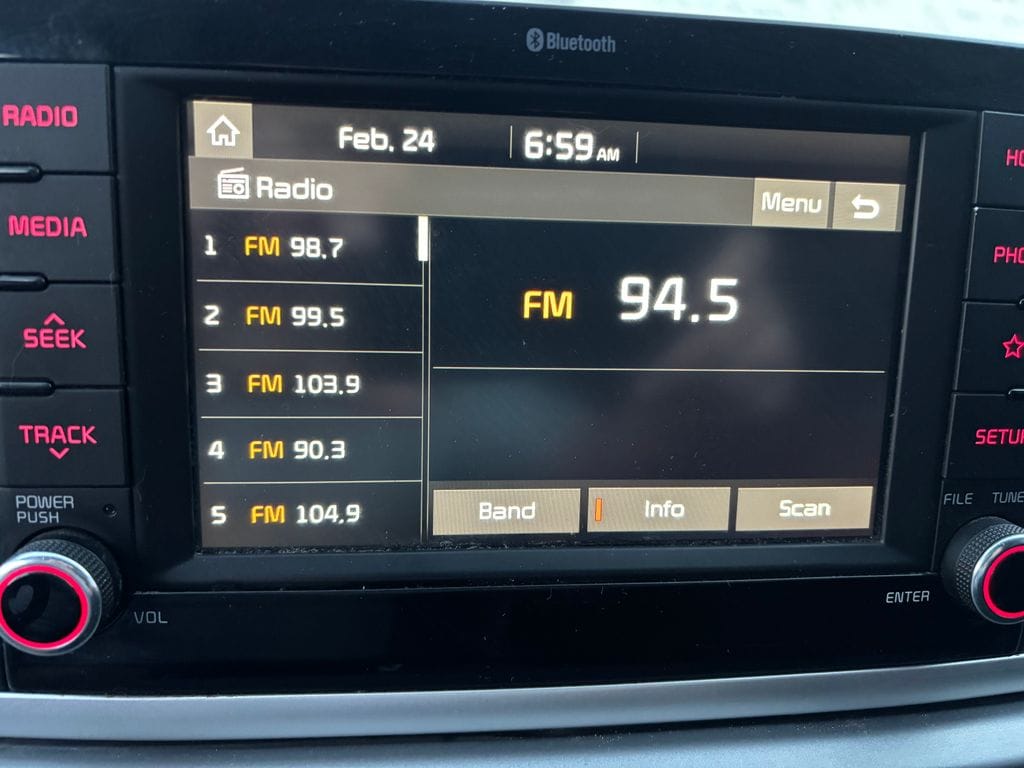 Bluetooth
RADIO
MEDIA
SEEK
TRACK
POWER
PUSH
VOL
Feb. 24 6:59 AM
Radio
Menu
1 FM 98.7
2 FM 99.5
3 FM 103.9
4 FM 90.3
5 FM 104.9
FM 94.5
Band Info Scan
HO
PHO
SETU
FILE TUNE
ENTER